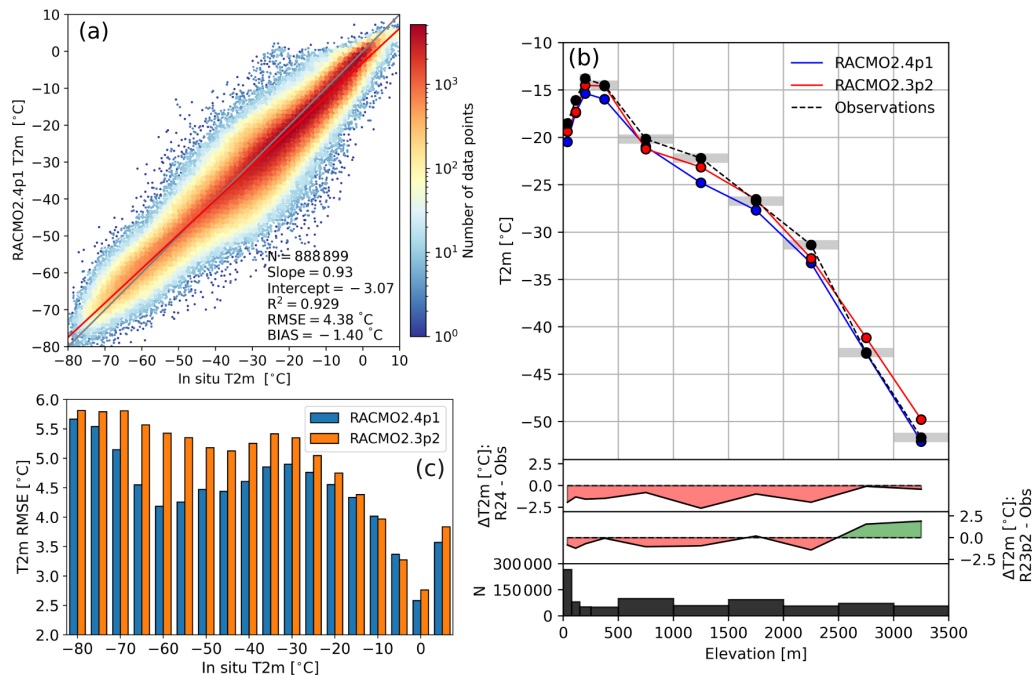 (a)
10
0
−10
−20
−30
−40
−50
−60
−70
−80
RACMO2.4p1 T2m [°C]
−80 −70 −60 −50 −40 −30 −20 −10 0 10
In situ T2m [°C]
N = 888 899
Slope = 0.93
Intercept = − 3.07
R² = 0.929
RMSE = 4.38 °C
BIAS = − 1.40 °C
10³
10²
10¹
10⁰
Number of data points
(b)
RACMO2.4p1
RACMO2.3p2
Observations
−10
−15
−20
−25
−30
−35
−40
−45
−50
T2m [°C]
2.5
0.0
−2.5
ΔT2m [°C]:
R24 - Obs
2.5
0.0
−2.5
ΔT2m [°C]:
R23p2 - Obs
300 000
150 000
0
N
0 500 1000 1500 2000 2500 3000 3500
Elevation [m]
(c)
RACMO2.4p1
RACMO2.3p2
6.0
5.5
5.0
4.5
4.0
3.5
3.0
2.5
2.0
T2m RMSE [°C]
−80 −70 −60 −50 −40 −30 −20 −10 0
In situ T2m [°C]